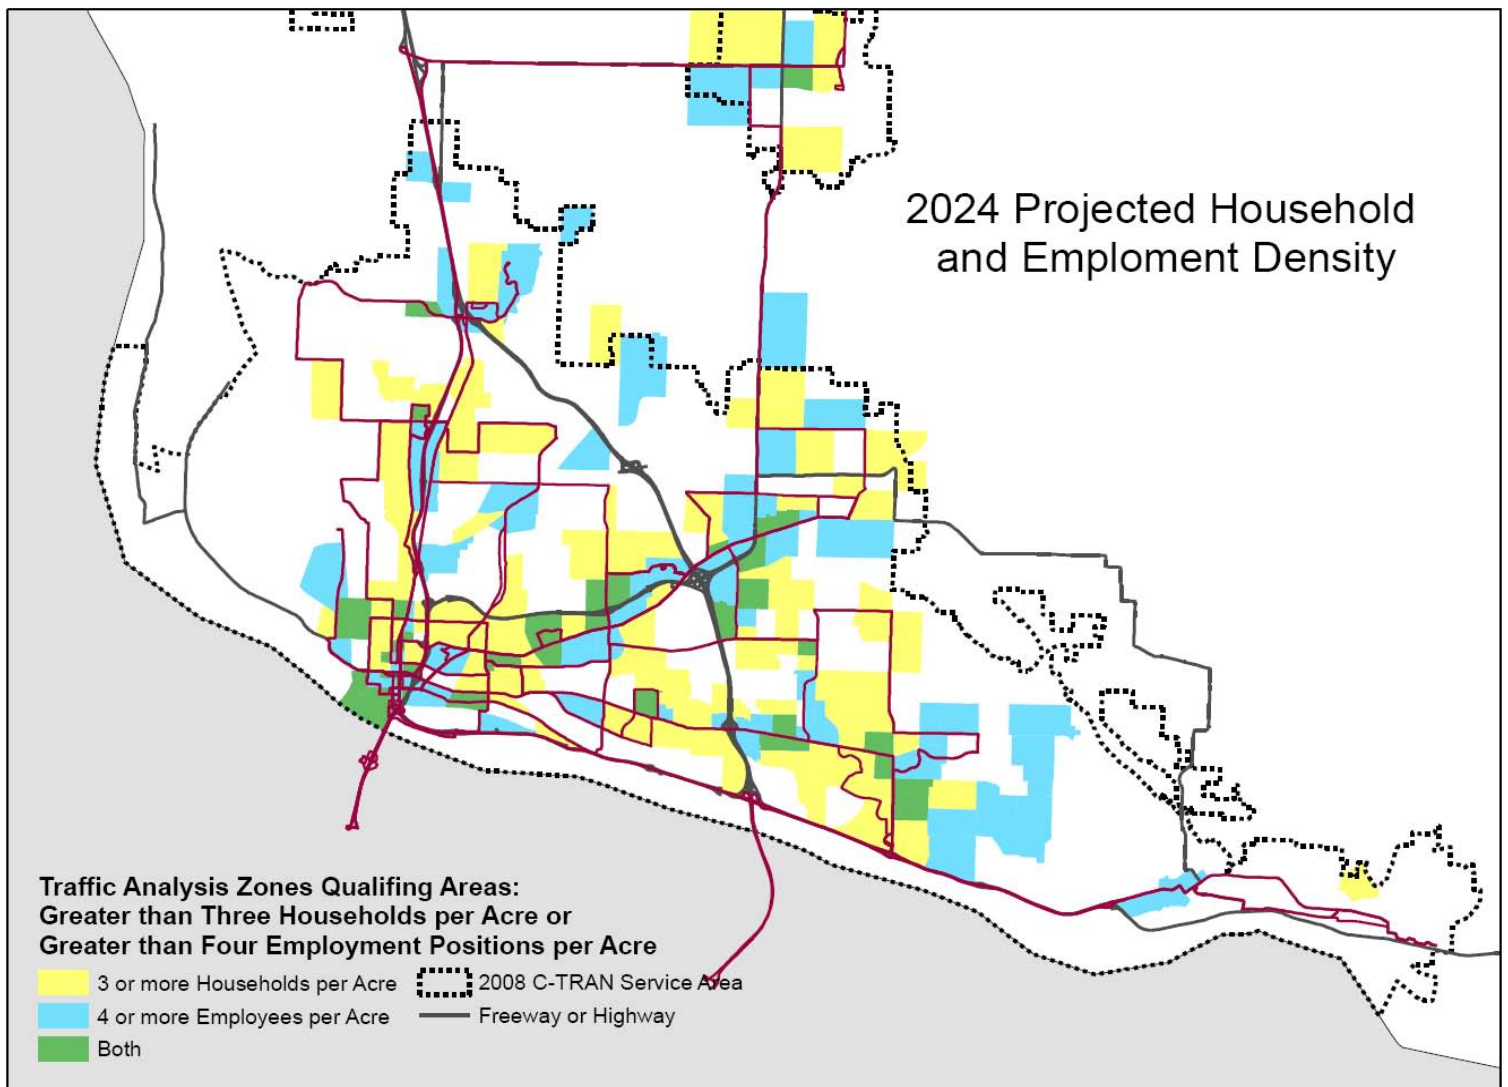 2024 Projected Household
and Emploment Density
Traffic Analysis Zones Qualifing Areas:
Greater than Three Households per Acre or
Greater than Four Employment Positions per Acre
3 or more Households per Acre
2008 C-TRAN Service Area
4 or more Employees per Acre
Freeway or Highway
Both